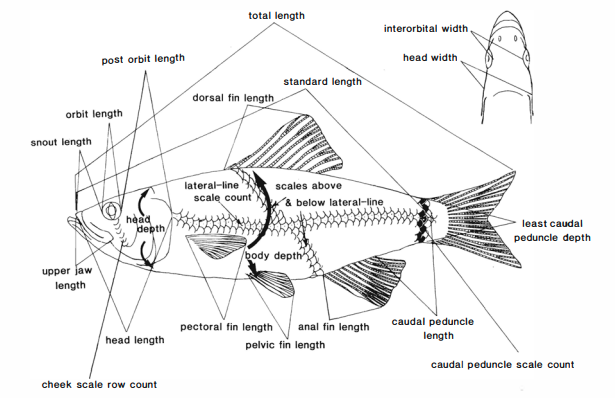 total length
interorbital width
post orbit length
head width
standard length
dorsal fin length
orbit length
snout length
lateral-line
scale count
scales above
& below lateral-line
head
depth
least caudal
peduncle depth
body depth
upper jaw
length
pectoral fin length
anal fin length
caudal peduncle
length
head length
pelvic fin length
caudal peduncle scale count
cheek scale row count